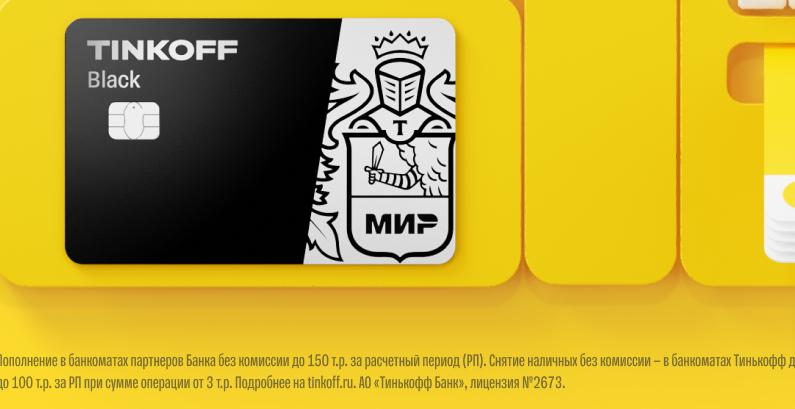 TINKOFF
Black
T
МИР
Пополнение в банкоматах партнеров Банка без комиссии до 150 т.р. за расчетный период (РП). Снятие наличных без комиссии – в банкоматах Тинькофф д
до 100 т.р. за РП при сумме операции от 3 т.р. Подробнее на tinkoff.ru. АО «Тинькофф Банк», лицензия №2673.